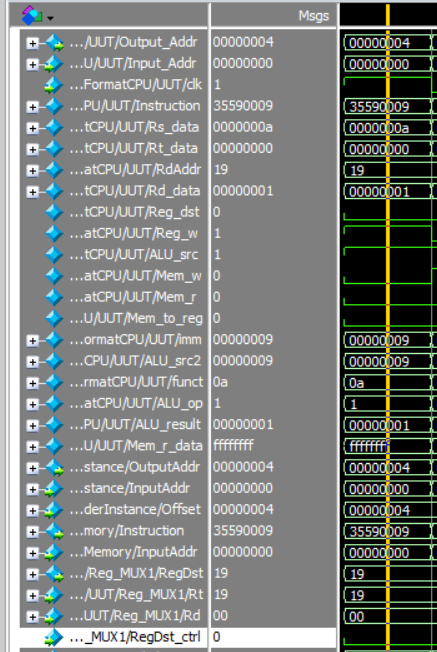 Msgs
.../UUT/Output_Addr 00000004 00000004
...U/UUT/Input_Addr 00000000 00000000
...FormatCPU/UUT/clk 1
...PU/UUT/Instruction 35590009 35590009
...tCPU/UUT/Rs_data 0000000a 0000000a
...tCPU/UUT/Rt_data 00000000 00000000
...atCPU/UUT/RdAddr 19 19
...tCPU/UUT/Rd_data 00000001 00000001
...tCPU/UUT/Reg_dst 0
...atCPU/UUT/Reg_w 1
...tCPU/UUT/ALU_src 1
...atCPU/UUT/Mem_w 0
...atCPU/UUT/Mem_r 0
...U/UUT/Mem_to_reg 0
...ormatCPU/UUT/imm 00000009 00000009
...CPU/UUT/ALU_src2 00000009 00000009
...rmatCPU/UUT/funct 0a 0a
...atCPU/UUT/ALU_op 1 1
...PU/UUT/ALU_result 00000001 00000001
...U/UUT/Mem_r_data ffffffff ffffffff
...stance/OutputAddr 00000004 00000004
...stance/InputAddr 00000000 00000000
...derInstance/Offset 00000004 00000004
...mory/Instruction 35590009 35590009
...Memory/InputAddr 00000000 00000000
.../Reg_MUX1/RegDst 19 19
.../UUT/Reg_MUX1/Rt 19 19
...UUT/Reg_MUX1/Rd 00 00
..._MUX1/RegDst_ctrl 0